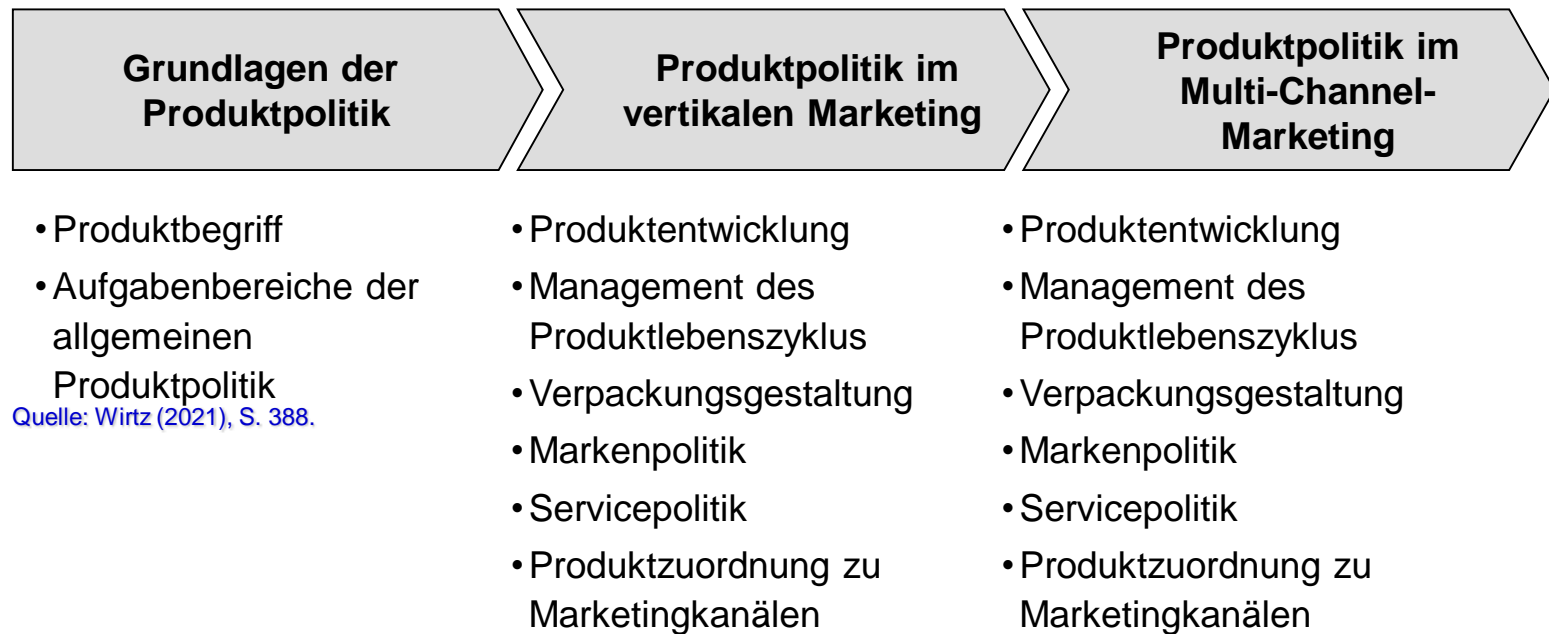 Grundlagen der
Produktpolitik
Produktpolitik im
vertikalen Marketing
Produktpolitik im
Multi-Channel-
Marketing
• Produktbegriff
• Aufgabenbereiche der
allgemeinen
Produktpolitik
Quelle: Wirtz (2021), S. 388.
• Produktentwicklung
• Management des
Produktlebenszyklus
• Verpackungsgestaltung
• Markenpolitik
• Servicepolitik
• Produktzuordnung zu
Marketingkanälen
• Produktentwicklung
• Management des
Produktlebenszyklus
• Verpackungsgestaltung
• Markenpolitik
• Servicepolitik
• Produktzuordnung zu
Marketingkanälen